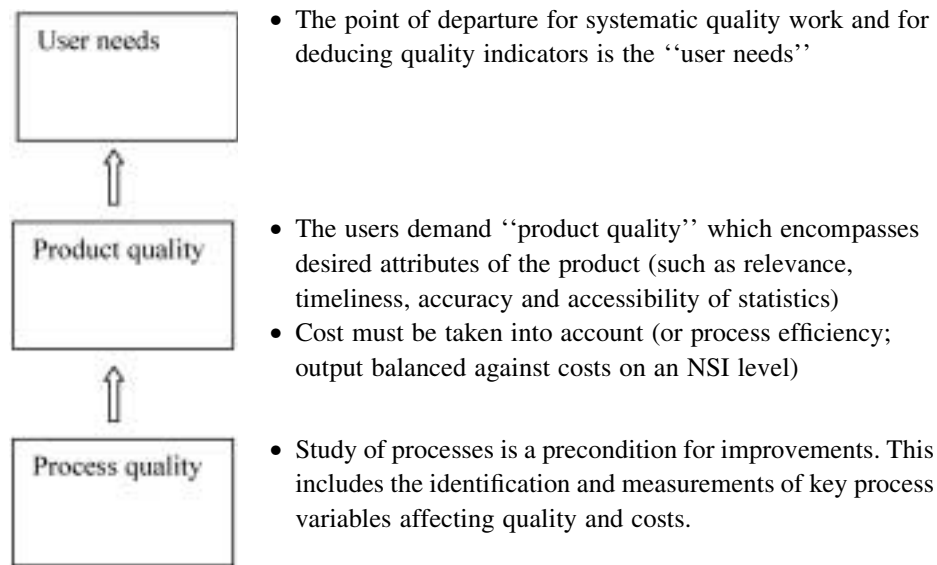 User needs
• The point of departure for systematic quality work and for
deducing quality indicators is the ‘‘user needs’’
Product quality
• The users demand ‘‘product quality’’ which encompasses
desired attributes of the product (such as relevance,
timeliness, accuracy and accessibility of statistics)
• Cost must be taken into account (or process efficiency;
output balanced against costs on an NSI level)
Process quality
• Study of processes is a precondition for improvements. This
includes the identification and measurements of key process
variables affecting quality and costs.